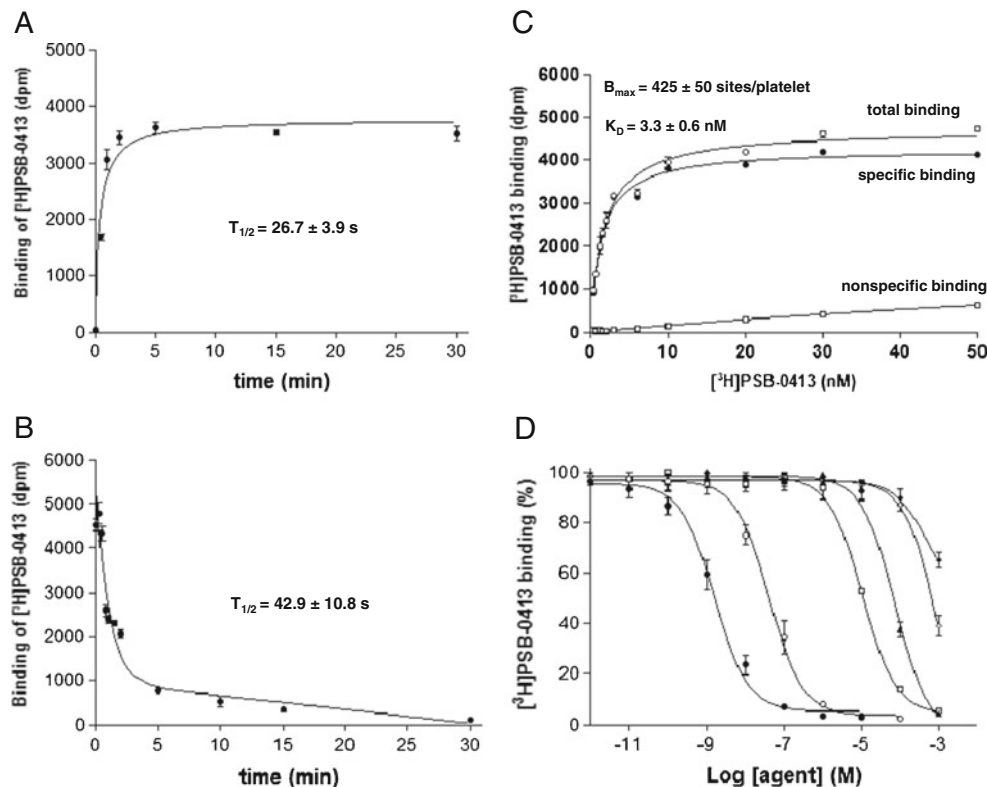 A
Binding of [³H]PSB-0413 (dpm)
5000
4000
3000
2000
1000
0
T1/2 = 26.7 ± 3.9 s
0 5 10 15 20 25 30
time (min)
B
Binding of [³H]PSB-0413 (dpm)
6000
5000
4000
3000
2000
1000
0
T1/2 = 42.9 ± 10.8 s
0 5 10 15 20 25 30
time (min)
C
[³H]PSB-0413 binding (dpm)
6000
5000
4000
3000
2000
1000
0
Bmax = 425 ± 50 sites/platelet
KD = 3.3 ± 0.6 nM
total binding
specific binding
nonspecific binding
0 10 20 30 40 50
[³H]PSB-0413 (nM)
D
[³H]PSB-0413 binding (%)
100
80
60
40
20
0
-11 -9 -7 -5 -3
Log [agent] (M)